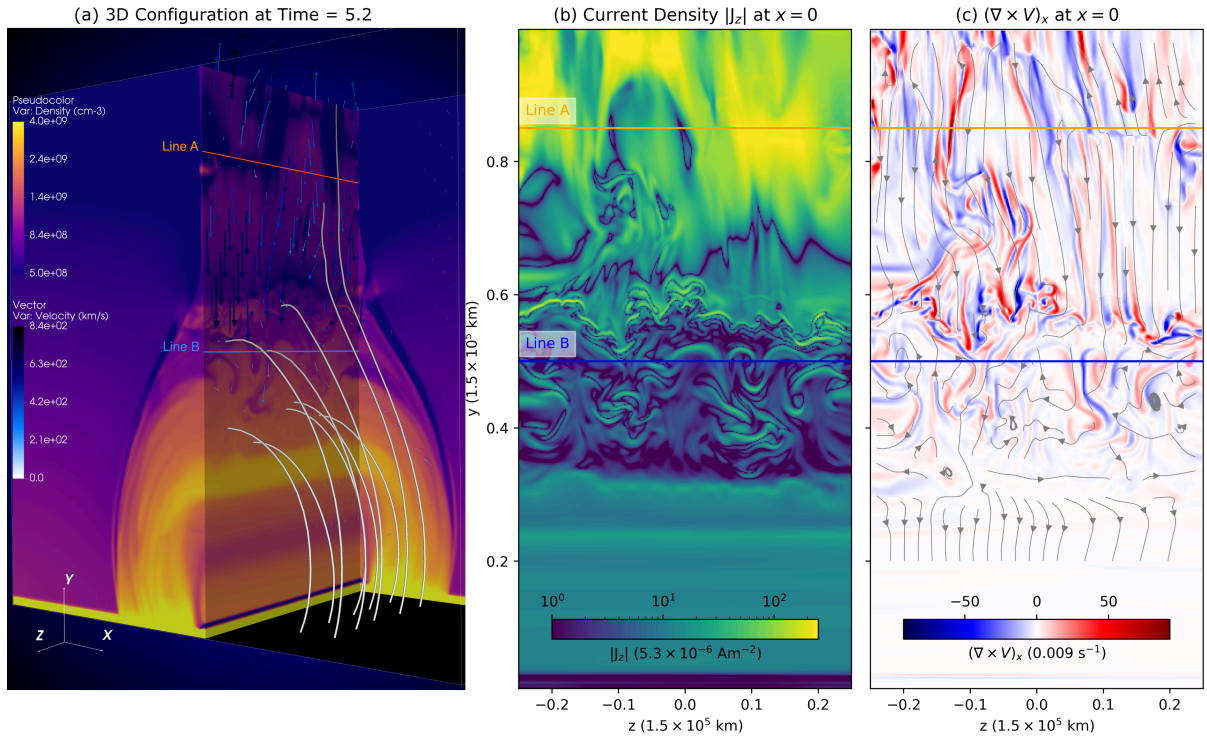 (a) 3D Configuration at Time = 5.2
Pseudocolor
Var: Density (cm-3)
4.0e+09
2.4e+09
1.4e+09
8.4e+08
5.0e+08
Vector
Var: Velocity (km/s)
8.4e+02
6.3e+02
4.2e+02
2.1e+02
0.0
Line A
Line B
Y
Z
X
(b) Current Density |J_z| at x = 0
Line A
Line B
0.8
0.6
0.4
0.2
y (1.5 × 10⁵ km)
10⁰ 10¹ 10²
|J_z| (5.3 × 10⁻⁶ Am⁻²)
−0.2 −0.1 0.0 0.1 0.2
z (1.5 × 10⁵ km)
(c) (∇ × V)ₓ at x = 0
−50 0 50
(∇ × V)ₓ (0.009 s⁻¹)
−0.2 −0.1 0.0 0.1 0.2
z (1.5 × 10⁵ km)